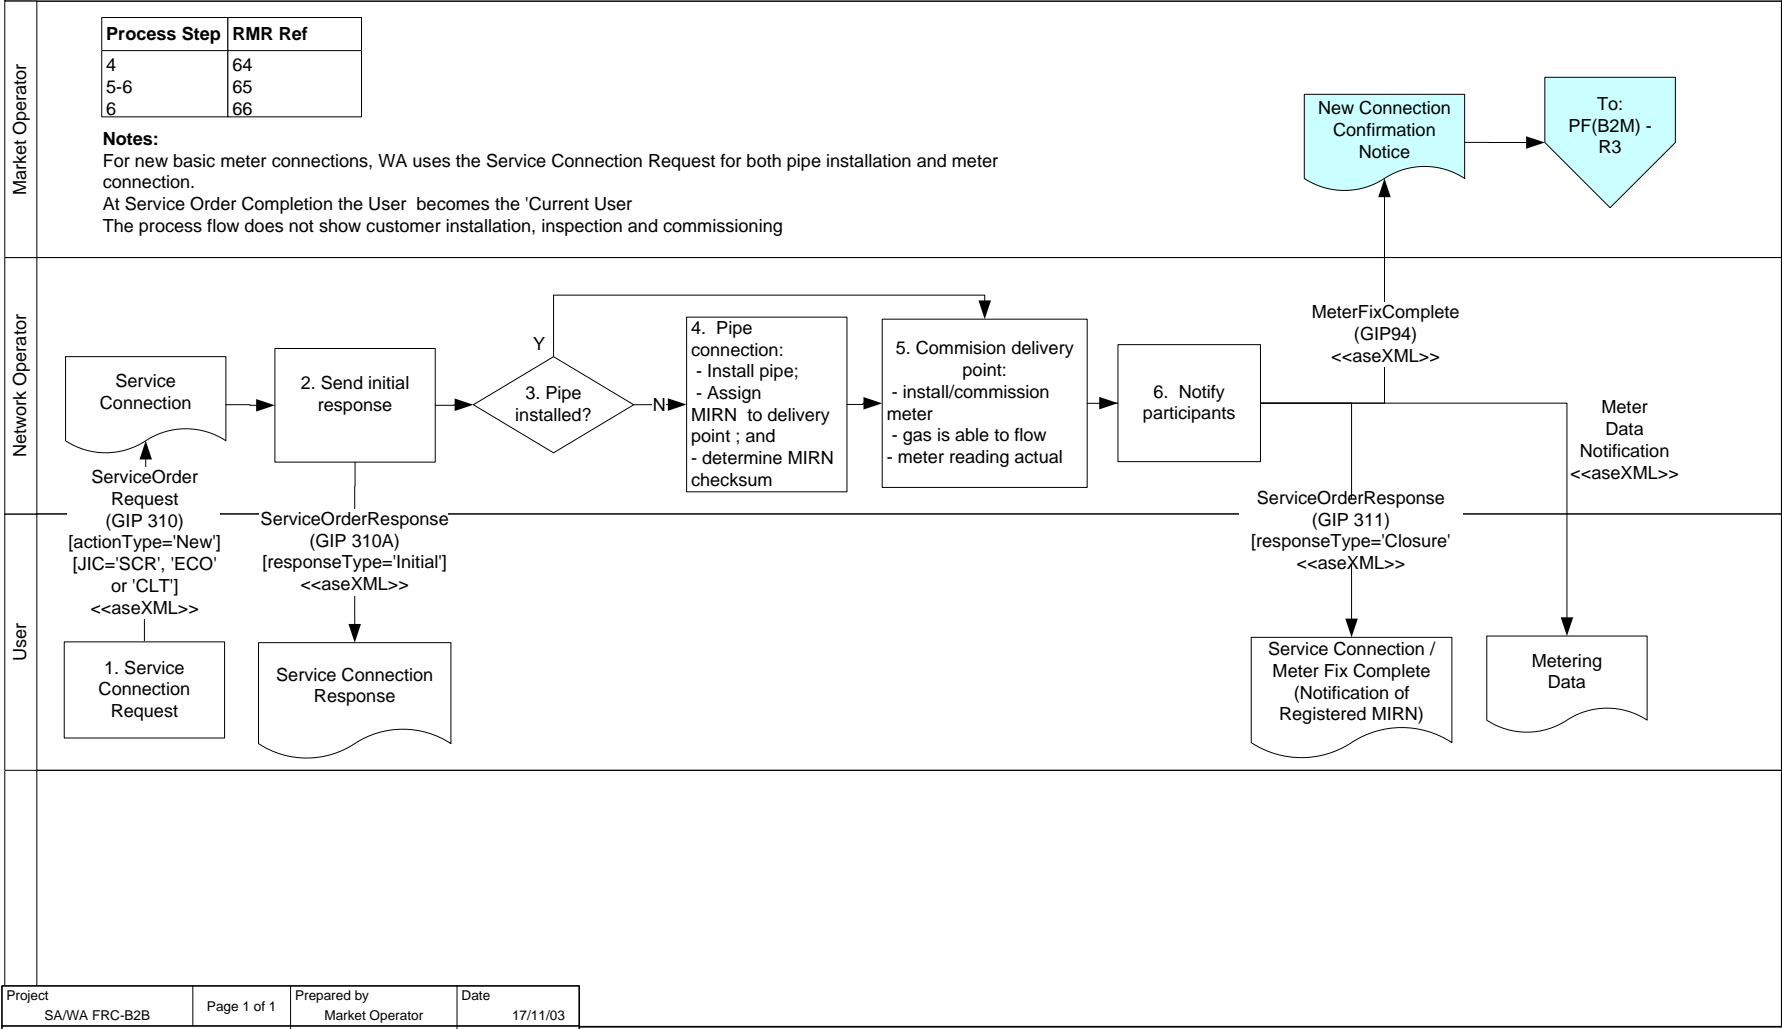 Process Step RMR Ref
4 64
5-6 65
6 66
Notes:
For new basic meter connections, WA uses the Service Connection Request for both pipe installation and meter
connection.
At Service Order Completion the User  becomes the 'Current User
The process flow does not show customer installation, inspection and commissioning
Market Operator
New Connection
Confirmation
Notice
To:
PF(B2M) -
R3
Network Operator
Service
Connection
2. Send initial
response
3. Pipe
installed?
Y
N
4.  Pipe
connection:
- Install pipe;
- Assign
MIRN  to delivery
point ; and
- determine MIRN
checksum
5. Commision delivery
point:
- install/commission
meter
- gas is able to flow
- meter reading actual
6.  Notify
participants
MeterFixComplete
(GIP94)
<<aseXML>>
Meter
Data
Notification
<<aseXML>>
ServiceOrder
Request
(GIP 310)
[actionType='New']
[JIC='SCR', 'ECO'
or 'CLT']
<<aseXML>>
ServiceOrderResponse
(GIP 310A)
[responseType='Initial']
<<aseXML>>
ServiceOrderResponse
(GIP 311)
[responseType='Closure'
<<aseXML>>
User
1. Service
Connection
Request
Service Connection
Response
Service Connection /
Meter Fix Complete
(Notification of
Registered MIRN)
Metering
Data
Project
SA/WA FRC-B2B
Page 1 of 1
Prepared by
Market Operator
Date
17/11/03